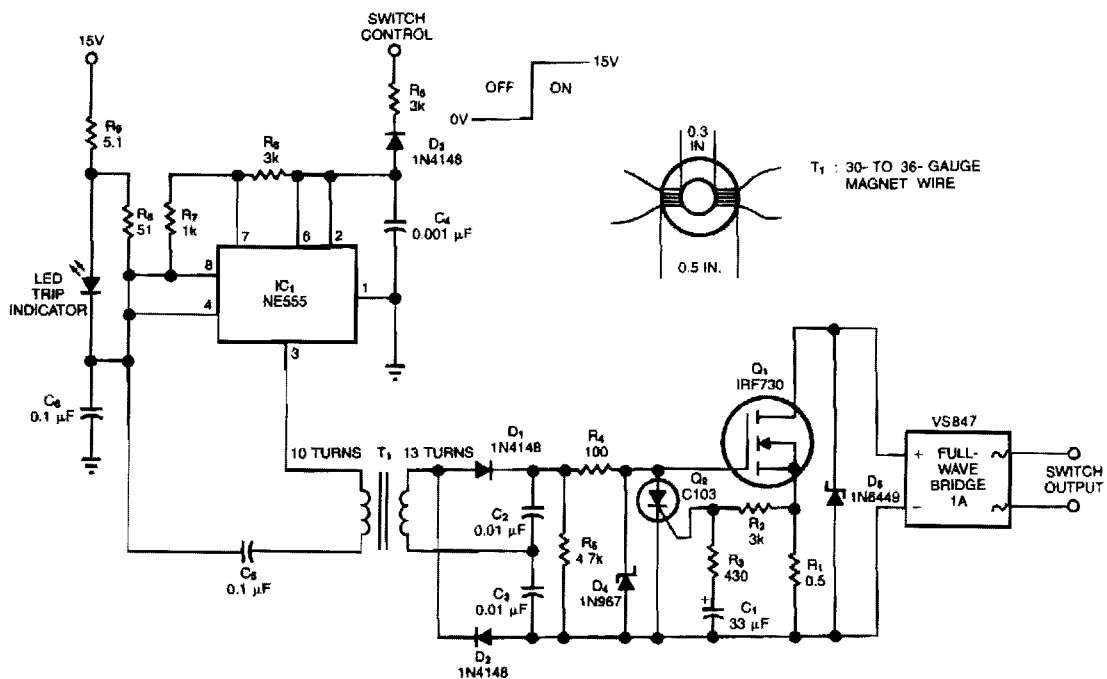 15V
R9
5.1
SWITCH
CONTROL
R5
3k
OFF
ON
15V
0V
D3
1N4148
R6
3k
R8
51
R7
1k
C4
0.001 µF
7
6
2
8
4
1
3
IC1
NE555
LED
TRIP
INDICATOR
C6
0.1 µF
0.3
IN
0.5 IN.
T1 : 30- TO 36- GAUGE
MAGNET WIRE
10 TURNS
T1
13 TURNS
C5
0.1 µF
D1
1N4148
C2
0.01 µF
C3
0.01 µF
D2
1N4148
R4
100
R5
4.7k
D4
1N967
Q2
C103
Q1
IRF730
R2
3k
R3
430
+
C1
33 µF
R1
0.5
D5
1N6449
VS847
+
FULL-
WAVE
BRIDGE
1A
−
SWITCH
OUTPUT